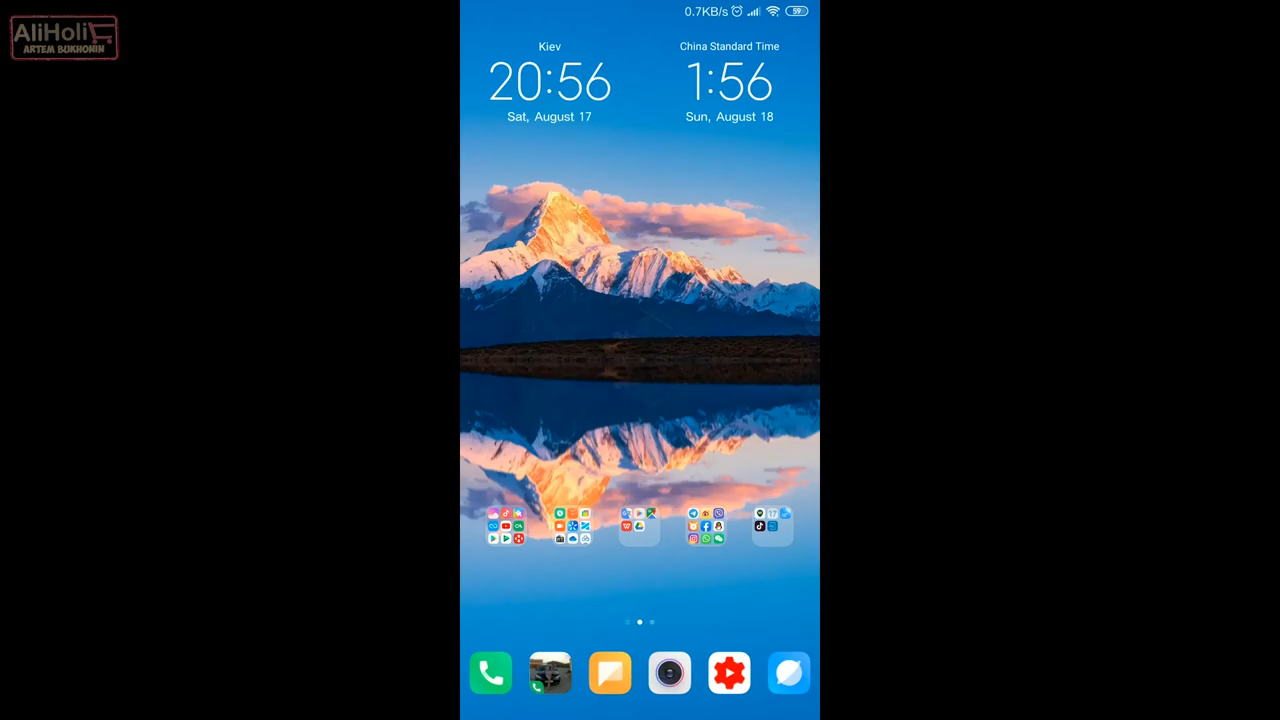 AliHoli
ARTEM BUKHONIN
0.7KB/s 59
Kiev
20:56
Sat, August 17
China Standard Time
1:56
Sun, August 18